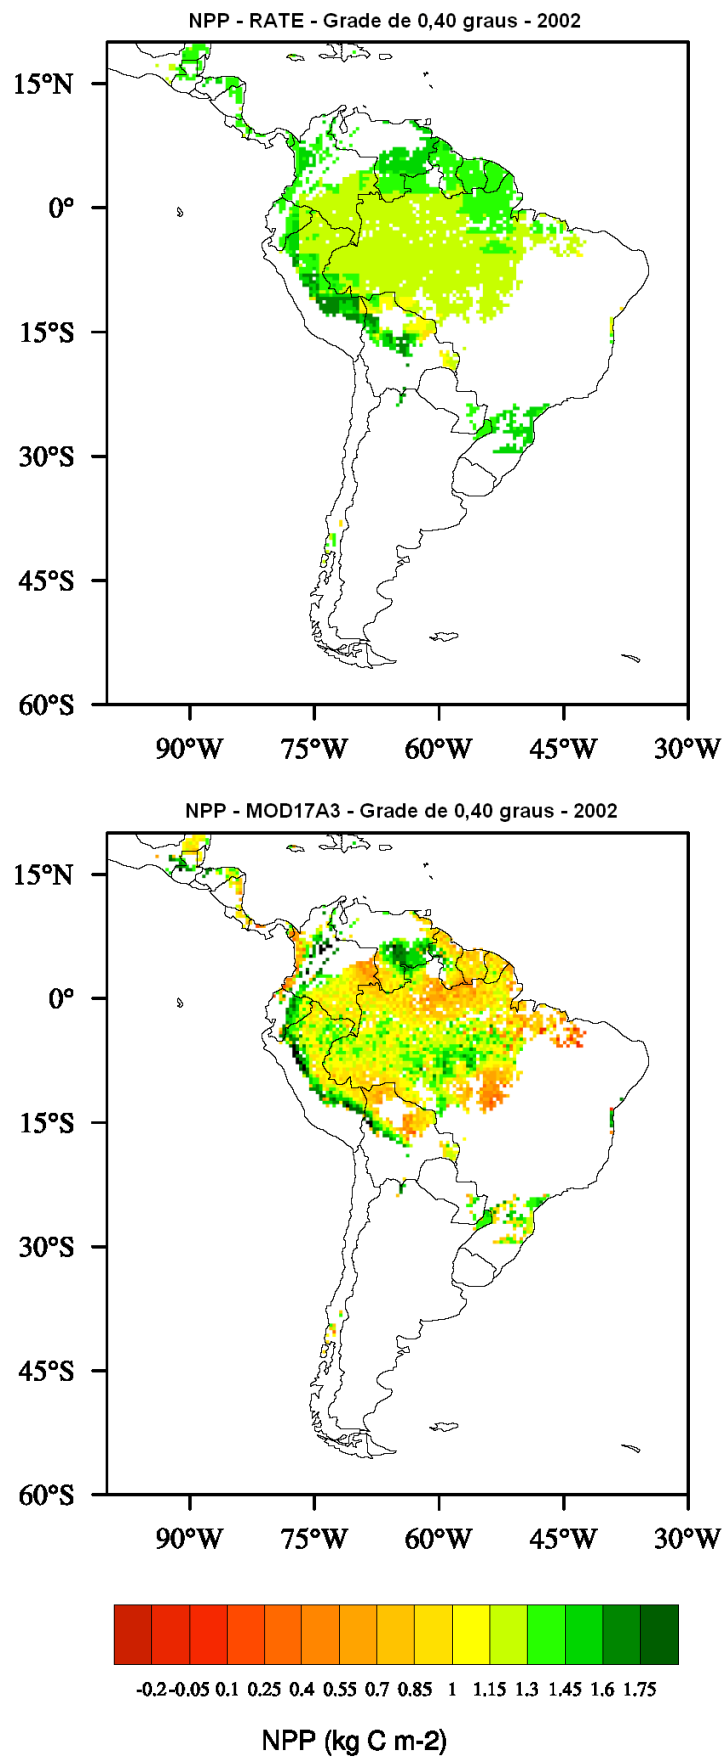 NPP - RATE - Grade de 0,40 graus - 2002
15°N
0°
15°S
30°S
45°S
60°S
90°W 75°W 60°W 45°W 30°W
NPP - MOD17A3 - Grade de 0,40 graus - 2002
15°N
0°
15°S
30°S
45°S
60°S
90°W 75°W 60°W 45°W 30°W
-0.2 -0.05 0.1 0.25 0.4 0.55 0.7 0.85 1 1.15 1.3 1.45 1.6 1.75
NPP (kg C m-2)